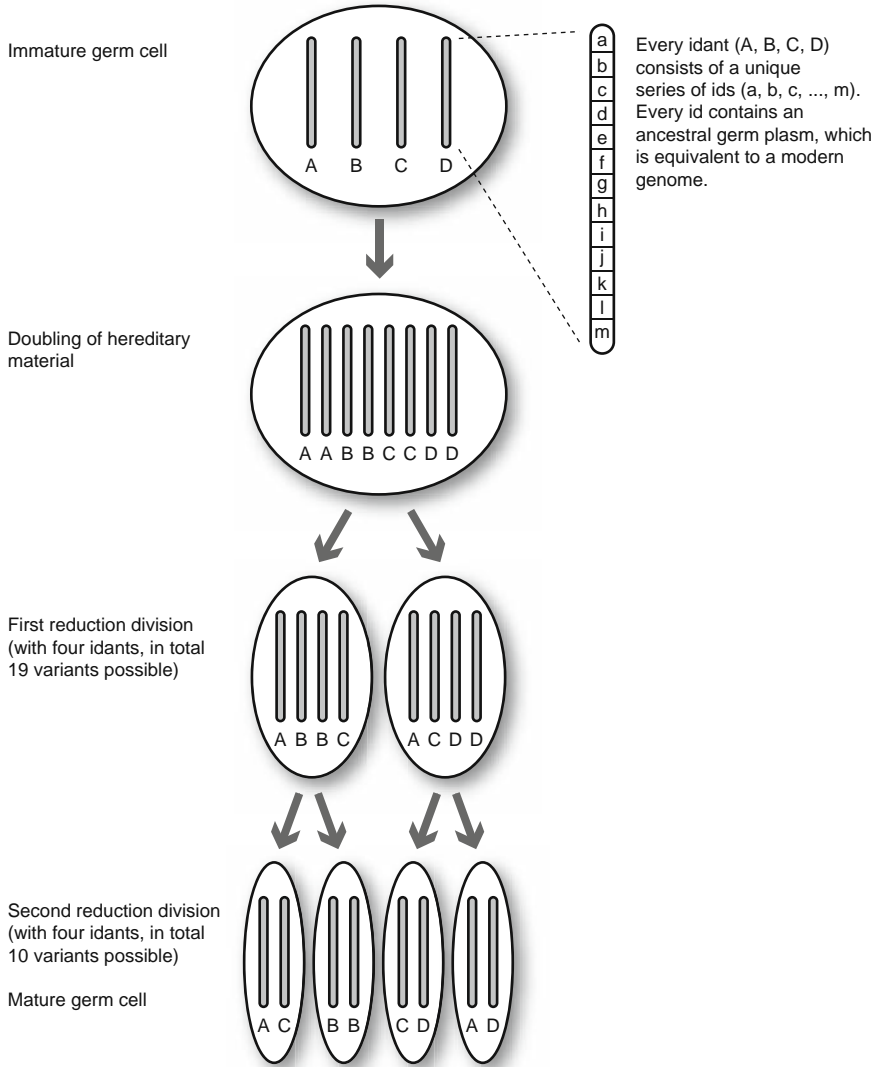 Immature germ cell
A B C D
a
b
c
d
e
f
g
h
i
j
k
l
m
Every idant (A, B, C, D)
consists of a unique
series of ids (a, b, c, ..., m).
Every id contains an
ancestral germ plasm, which
is equivalent to a modern
genome.
Doubling of hereditary
material
A A B B C C D D
First reduction division
(with four idants, in total
19 variants possible)
A B B C
A C D D
Second reduction division
(with four idants, in total
10 variants possible)
Mature germ cell
A C
B B
C D
A D